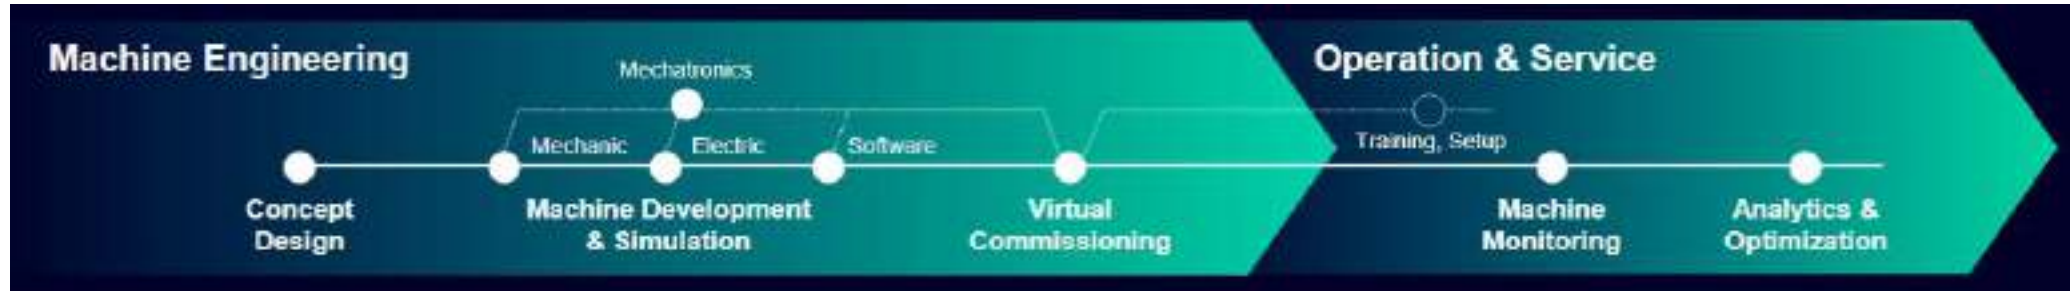 Machine Engineering
Mechatronics
Mechanic
Electric
Software
Concept
Design
Machine Development
& Simulation
Virtual
Commissioning
Operation & Service
Training, Setup
Machine
Monitoring
Analytics &
Optimization